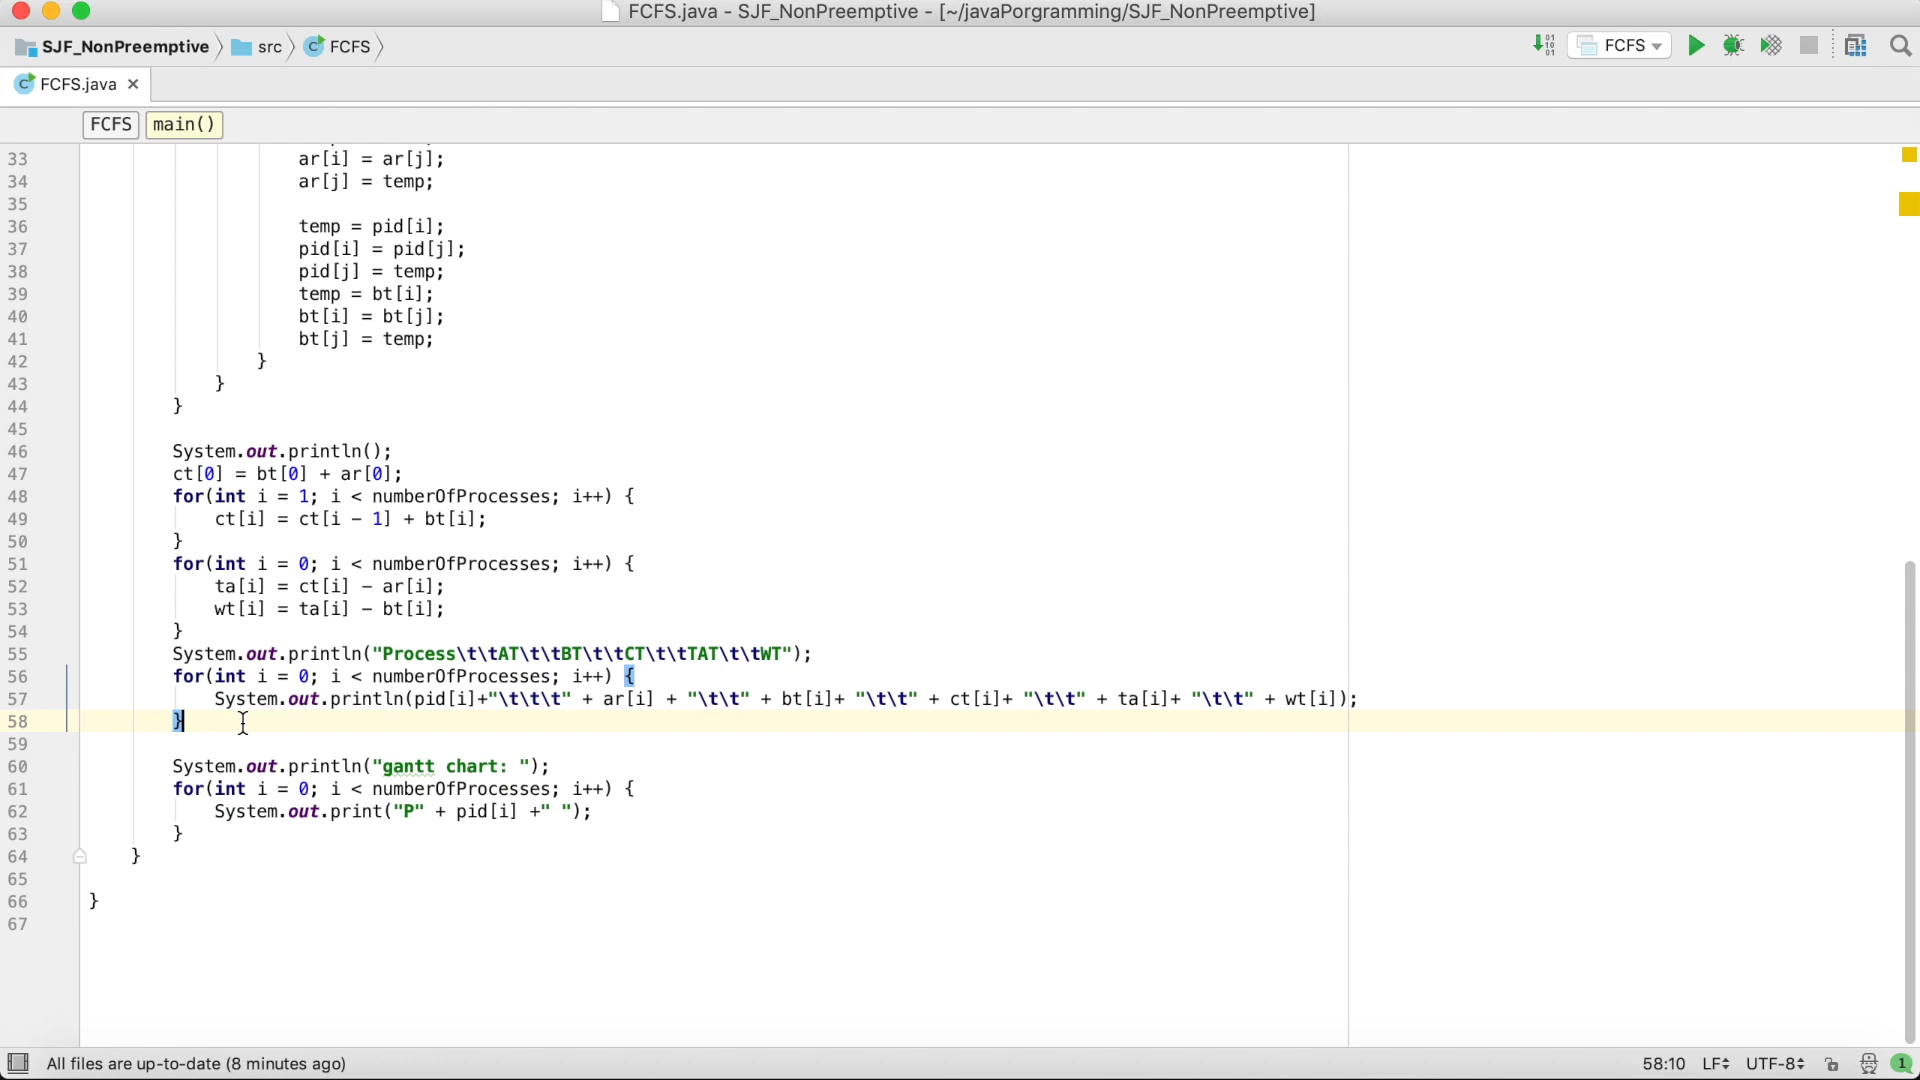 FCFS.java - SJF_NonPreemptive - [~/javaPorgramming/SJF_NonPreemptive]
SJF_NonPreemptive src FCFS FCFS
FCFS.java
FCFS main()
33 ar[i] = ar[j];
34 ar[j] = temp;
35
36 temp = pid[i];
37 pid[i] = pid[j];
38 pid[j] = temp;
39 temp = bt[i];
40 bt[i] = bt[j];
41 bt[j] = temp;
42 }
43 }
44 }
45
46 System.out.println();
47 ct[0] = bt[0] + ar[0];
48 for(int i = 1; i < numberOfProcesses; i++) {
49 ct[i] = ct[i - 1] + bt[i];
50 }
51 for(int i = 0; i < numberOfProcesses; i++) {
52 ta[i] = ct[i] - ar[i];
53 wt[i] = ta[i] - bt[i];
54 }
55 System.out.println("Process\t\tAT\t\tBT\t\tCT\t\tTAT\t\tWT");
56 for(int i = 0; i < numberOfProcesses; i++) {
57 System.out.println(pid[i]+"\t\t\t" + ar[i] + "\t\t" + bt[i]+ "\t\t" + ct[i]+ "\t\t" + ta[i]+ "\t\t" + wt[i]);
58 }
59
60 System.out.println("gantt chart: ");
61 for(int i = 0; i < numberOfProcesses; i++) {
62 System.out.print("P" + pid[i] +" ");
63 }
64 }
65
66 }
67
All files are up-to-date (8 minutes ago) 58:10 LF UTF-8 1